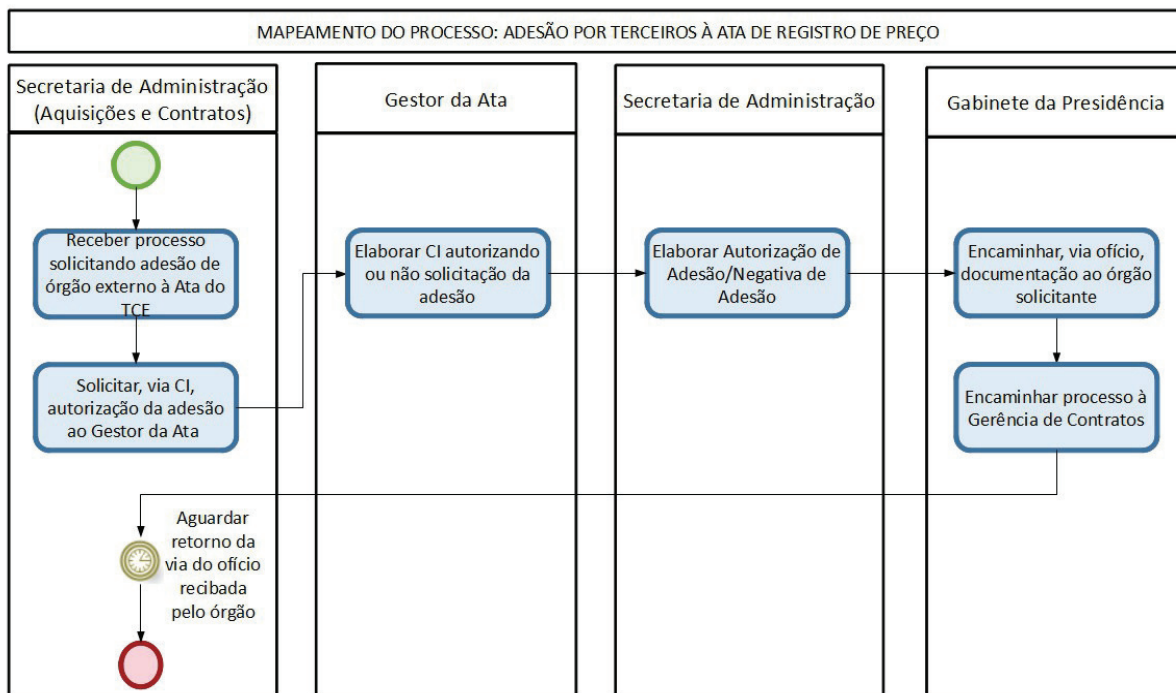 MAPEAMENTO DO PROCESSO: ADESÃO POR TERCEIROS À ATA DE REGISTRO DE PREÇO
Secretaria de Administração
(Aquisições e Contratos)
Gestor da Ata
Secretaria de Administração
Gabinete da Presidência
Receber processo
solicitando adesão de
órgão externo à Ata do
TCE
Solicitar, via CI,
autorização da adesão
ao Gestor da Ata
Elaborar CI autorizando
ou não solicitação da
adesão
Elaborar Autorização de
Adesão/Negativa de
Adesão
Encaminhar, via ofício,
documentação ao órgão
solicitante
Encaminhar processo à
Gerência de Contratos
Aguardar
retorno da
via do ofício
recibada
pelo órgão